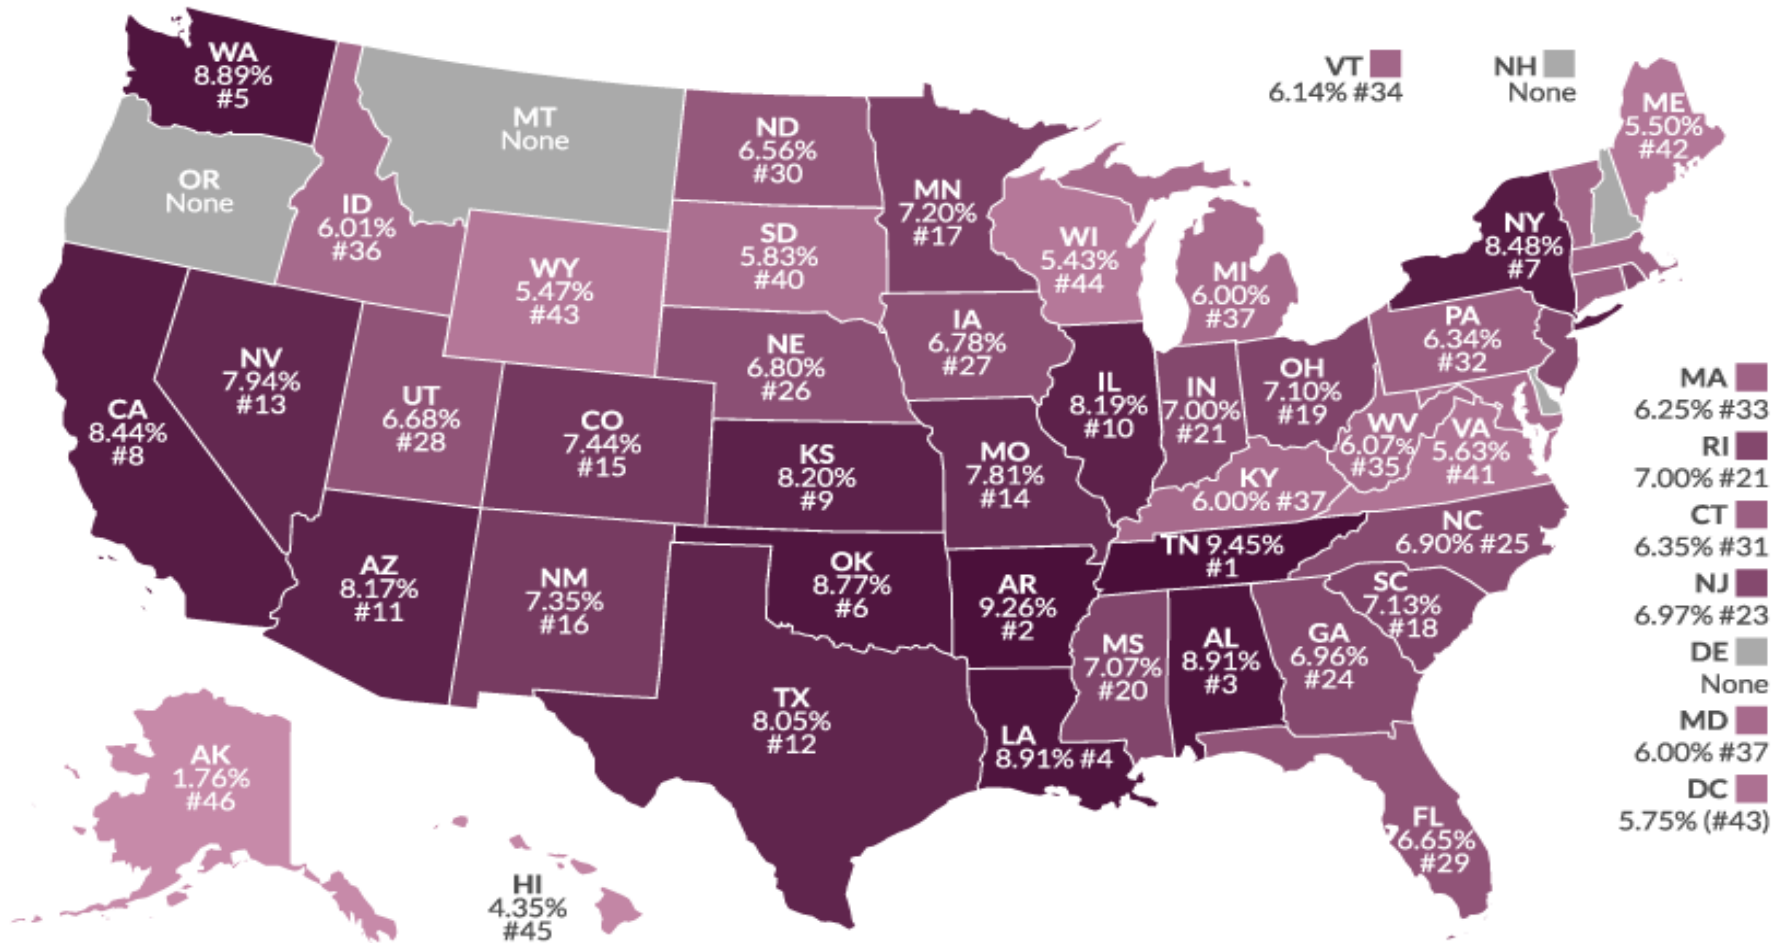 WA
8.89%
#5
MT
None
OR
None
ID
6.01%
#36
ND
6.56%
#30
MN
7.20%
#17
VT
6.14% #34
NH
None
ME
5.50%
#42
NY
8.48%
#7
SD
5.83%
#40
WI
5.43%
#44
MI
6.00%
#37
WY
5.47%
#43
IA
6.78%
#27
PA
6.34%
#32
NV
7.94%
#13
NE
6.80%
#26
CA
8.44%
#8
UT
6.68%
#28
CO
7.44%
#15
IL
8.19%
#10
IN
7.00%
#21
OH
7.10%
#19
WV
6.07%
#35
VA
5.63%
#41
KS
8.20%
#9
MO
7.81%
#14
KY
6.00% #37
NC
6.90% #25
TN 9.45%
#1
AZ
8.17%
#11
NM
7.35%
#16
OK
8.77%
#6
AR
9.26%
#2
SC
7.13%
#18
MS
7.07%
#20
AL
8.91%
#3
GA
6.96%
#24
TX
8.05%
#12
LA
8.91% #4
FL
6.65%
#29
AK
1.76%
#46
HI
4.35%
#45
MA
6.25% #33
RI
7.00% #21
CT
6.35% #31
NJ
6.97% #23
DE
None
MD
6.00% #37
DC
5.75% (#43)